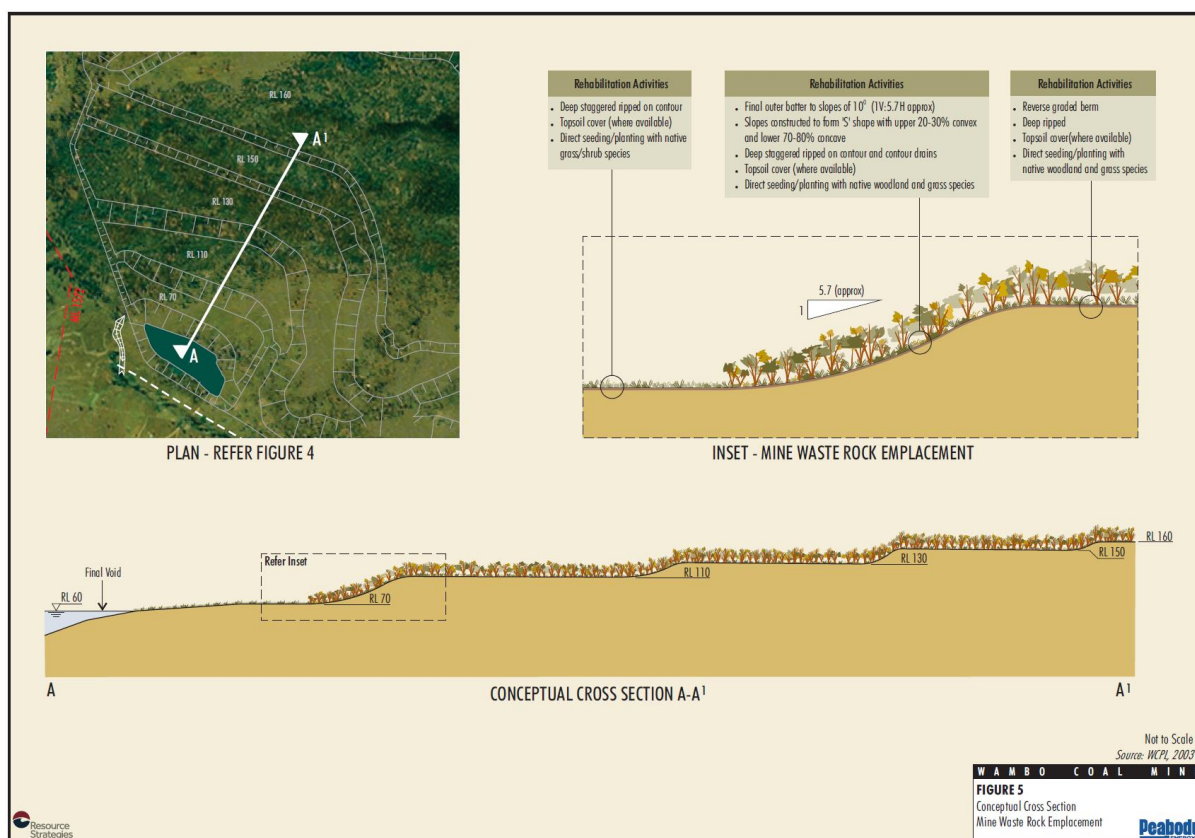 RL 160
A¹
RL 150
RL 130
RL 110
RL 70
A
PLAN - REFER FIGURE 4
Rehabilitation Activities
• Deep staggered ripped on contour
• Topsoil cover (where available)
• Direct seeding/planting with native
grass/shrub species
Rehabilitation Activities
• Final outer batter to slopes of 10⁰ (1V:5.7H approx)
• Slopes constructed to form 'S' shape with upper 20-30% convex
and lower 70-80% concave
• Deep staggered ripped on contour and contour drains
• Topsoil cover (where available)
• Direct seeding/planting with native woodland and grass species
Rehabilitation Activities
• Reverse graded berm
• Deep ripped
• Topsoil cover(where available)
• Direct seeding/planting with
native woodland and grass species
5.7 (approx)
1
INSET - MINE WASTE ROCK EMPLACEMENT
Refer Inset
Final Void
RL 60
RL 70
RL 110
RL 130
RL 150
RL 160
A
CONCEPTUAL CROSS SECTION A-A¹
A¹
Not to Scale
Source: WCPL, 2003
WAMBO COAL MIN
FIGURE 5
Conceptual Cross Section
Mine Waste Rock Emplacement
Peabody
Resource
Strategies